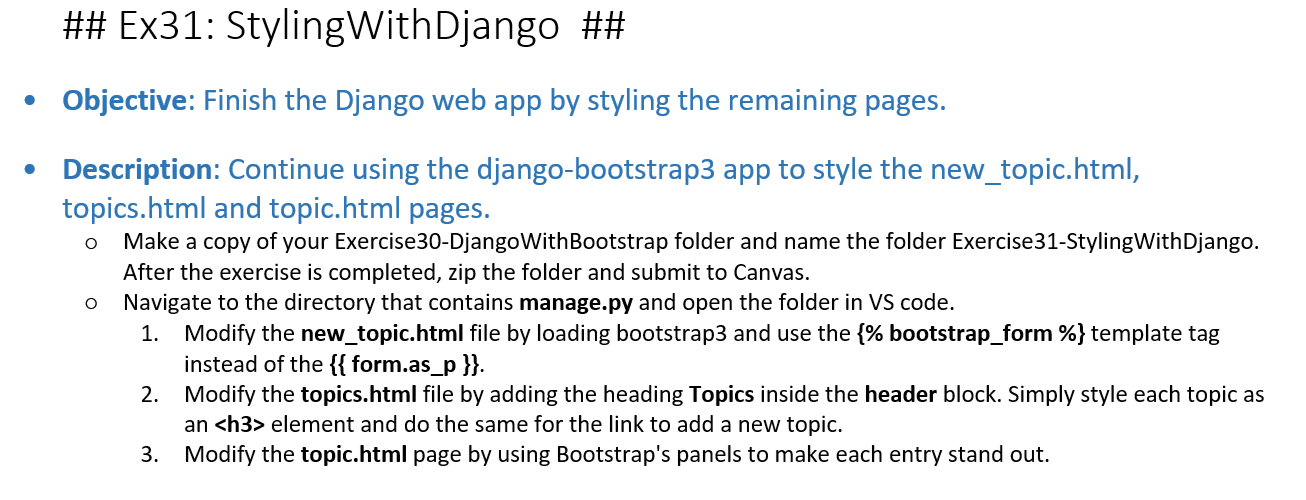 ## Ex31: StylingWithDjango ##
• Objective: Finish the Django web app by styling the remaining pages.
• Description: Continue using the django-bootstrap3 app to style the new_topic.html,
topics.html and topic.html pages.
o Make a copy of your Exercise30-DjangoWithBootstrap folder and name the folder Exercise31-StylingWithDjango.
After the exercise is completed, zip the folder and submit to Canvas.
o Navigate to the directory that contains manage.py and open the folder in VS code.
1. Modify the new_topic.html file by loading bootstrap3 and use the {% bootstrap_form %} template tag
instead of the {{ form.as_p }}.
2. Modify the topics.html file by adding the heading Topics inside the header block. Simply style each topic as
an <h3> element and do the same for the link to add a new topic.
3. Modify the topic.html page by using Bootstrap's panels to make each entry stand out.